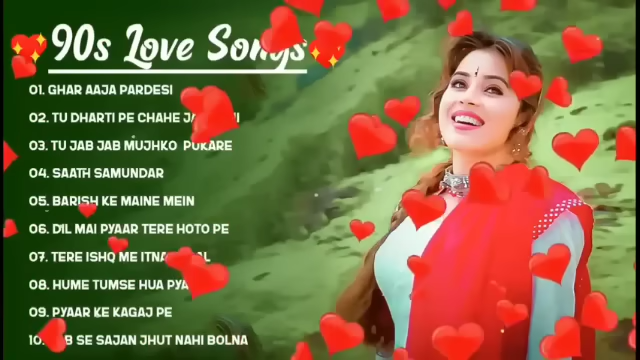 90s Love Songs
01. GHAR AAJA PARDESI
02. TU DHARTI PE CHAHE
03. TU JAB JAB MUJHKO PUKARE
04. SAATH SAMUNDAR
05. BARISH KE MAINE MEIN
06. DIL MAI PYAAR TERE HOTO PE
07. TERE ISHQ ME
08. HUME TUMSE HUA
09. PYAAR KE KAGAJ PE
SE SAJAN JHUT NAHI BOLNA